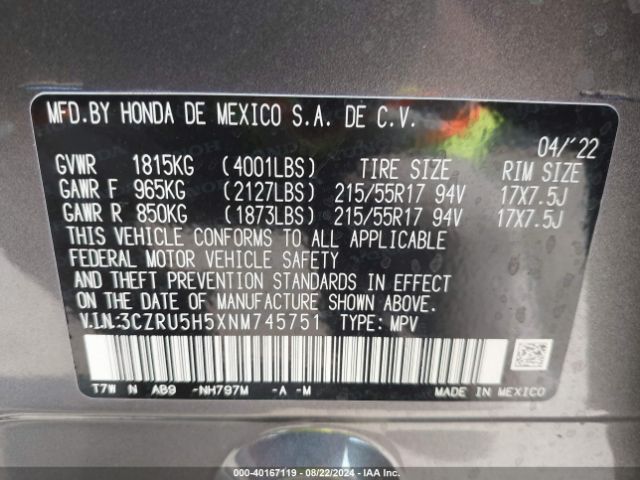 MFD.BY HONDA DE MEXICO S.A. DE C.V.
04/'22
GVWR 1815KG (4001LBS) TIRE SIZE RIM SIZE
GAWR F 965KG (2127LBS) 215/55R17 94V 17X7.5J
GAWR R 850KG (1873LBS) 215/55R17 94V 17X7.5J
THIS VEHICLE CONFORMS TO ALL APPLICABLE
FEDERAL MOTOR VEHICLE SAFETY
AND THEFT PREVENTION STANDARDS IN EFFECT
ON THE DATE OF MANUFACTURE SHOWN ABOVE.
V.I.N:3CZRU5H5XNM745751 TYPE: MPV
T7W N AB9 -NH797M -A -M MADE IN MEXICO
000-40167119 - 08/22/2024 - IAA Inc.